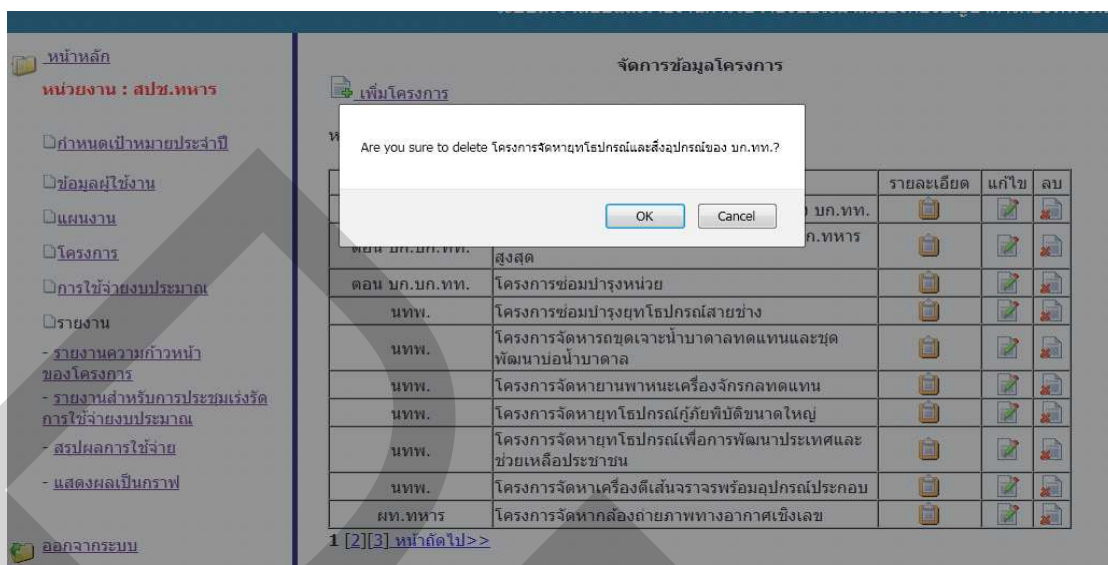 หน้าหลัก
หน่วยงาน : สปช.ทหาร
กำหนดเป้าหมายประจำปี
ข้อมูลผู้ใช้งาน
แผนงาน
โครงการ
การใช้จ่ายงบประมาณ
รายงาน
- รายงานความก้าวหน้า
ของโครงการ
- รายงานสำหรับการประชุมเร่งรัด
การใช้จ่ายงบประมาณ
- สรุปผลการใช้จ่าย
- แสดงผลเป็นกราฟ
ออกจากระบบ
จัดการข้อมูลโครงการ
เพิ่มโครงการ
Are you sure to delete โครงการจัดหายุทโธปกรณ์และสิ่งอุปกรณ์ของ บก.ทท.?
OK Cancel
รายละเอียด แก้ไข ลบ
บก.ทท.
ตอน บก.บก.ทท. ก.ทหาร
สูงสุด
ตอน บก.บก.ทท. โครงการซ่อมบำรุงหน่วย
นทพ. โครงการซ่อมบำรุงยุทโธปกรณ์สายช่าง
นทพ. โครงการจัดหารถขุดเจาะน้ำบาดาลทดแทนและชุด
พัฒนาบ่อน้ำบาดาล
นทพ. โครงการจัดหายานพาหนะเครื่องจักรกลทดแทน
นทพ. โครงการจัดหายุทโธปกรณ์กู้ภัยพิบัติขนาดใหญ่
นทพ. โครงการจัดหายุทโธปกรณ์เพื่อการพัฒนาประเทศและ
ช่วยเหลือประชาชน
นทพ. โครงการจัดหาเครื่องตีเส้นจราจรพร้อมอุปกรณ์ประกอบ
ผท.ทหาร โครงการจัดหากล้องถ่ายภาพทางอากาศเชิงเลข
1 [2][3] หน้าถัดไป>>